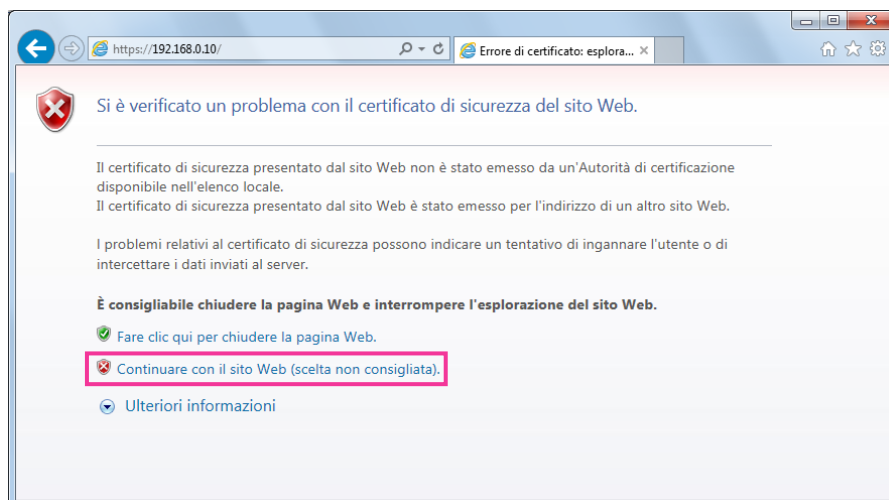 https://192.168.0.10/
Errore di certificato: esplora...
Si è verificato un problema con il certificato di sicurezza del sito Web.
Il certificato di sicurezza presentato dal sito Web non è stato emesso da un'Autorità di certificazione
disponibile nell'elenco locale.
Il certificato di sicurezza presentato dal sito Web è stato emesso per l'indirizzo di un altro sito Web.
I problemi relativi al certificato di sicurezza possono indicare un tentativo di ingannare l'utente o di
intercettare i dati inviati al server.
È consigliabile chiudere la pagina Web e interrompere l'esplorazione del sito Web.
Fare clic qui per chiudere la pagina Web.
Continuare con il sito Web (scelta non consigliata).
Ulteriori informazioni